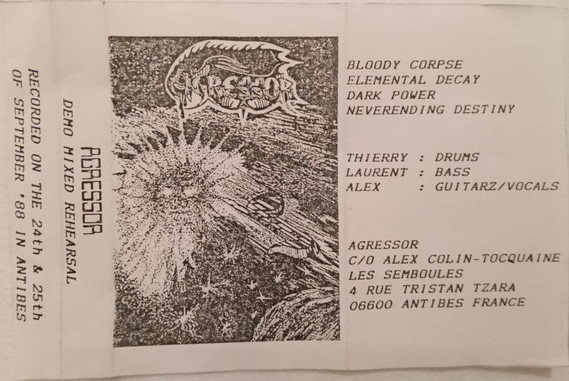 RECORDED ON THE 24th & 25th
OF SEPTEMBER '88 IN ANTIBES
AGRESSOR
DEMO MIXED REHEARSAL
AGRESSOR
BLOODY CORPSE
ELEMENTAL DECAY
DARK POWER
NEVERENDING DESTINY
THIERRY : DRUMS
LAURENT : BASS
ALEX : GUITARZ/VOCALS
AGRESSOR
C/O ALEX COLIN-TOCQUAINE
LES SEMBOULES
4 RUE TRISTAN TZARA
06600 ANTIBES FRANCE